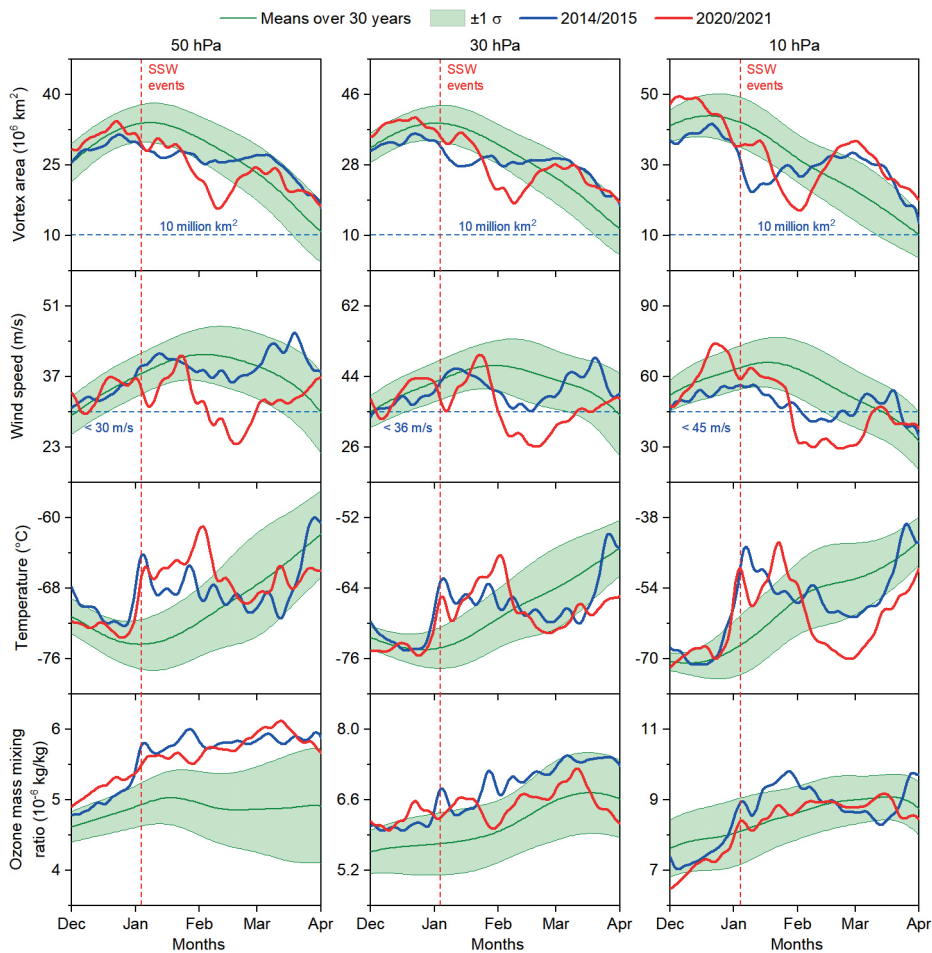 Means over 30 years ±1 σ 2014/2015 2020/2021
50 hPa 30 hPa 10 hPa
Vortex area (10⁶ km²)
40
25
10
SSW
events
10 million km²
46
28
10
SSW
events
10 million km²
50
30
10
SSW
events
10 million km²
Wind speed (m/s)
51
37
23
< 30 m/s
62
44
26
< 36 m/s
90
60
30
< 45 m/s
Temperature (°C)
-60
-68
-76
-52
-64
-76
-38
-54
-70
Ozone mass mixing
ratio (10⁻⁶ kg/kg)
6
5
4
8.0
6.6
5.2
11
9
7
Dec Jan Feb Mar Apr
Months
Dec Jan Feb Mar Apr
Months
Dec Jan Feb Mar Apr
Months